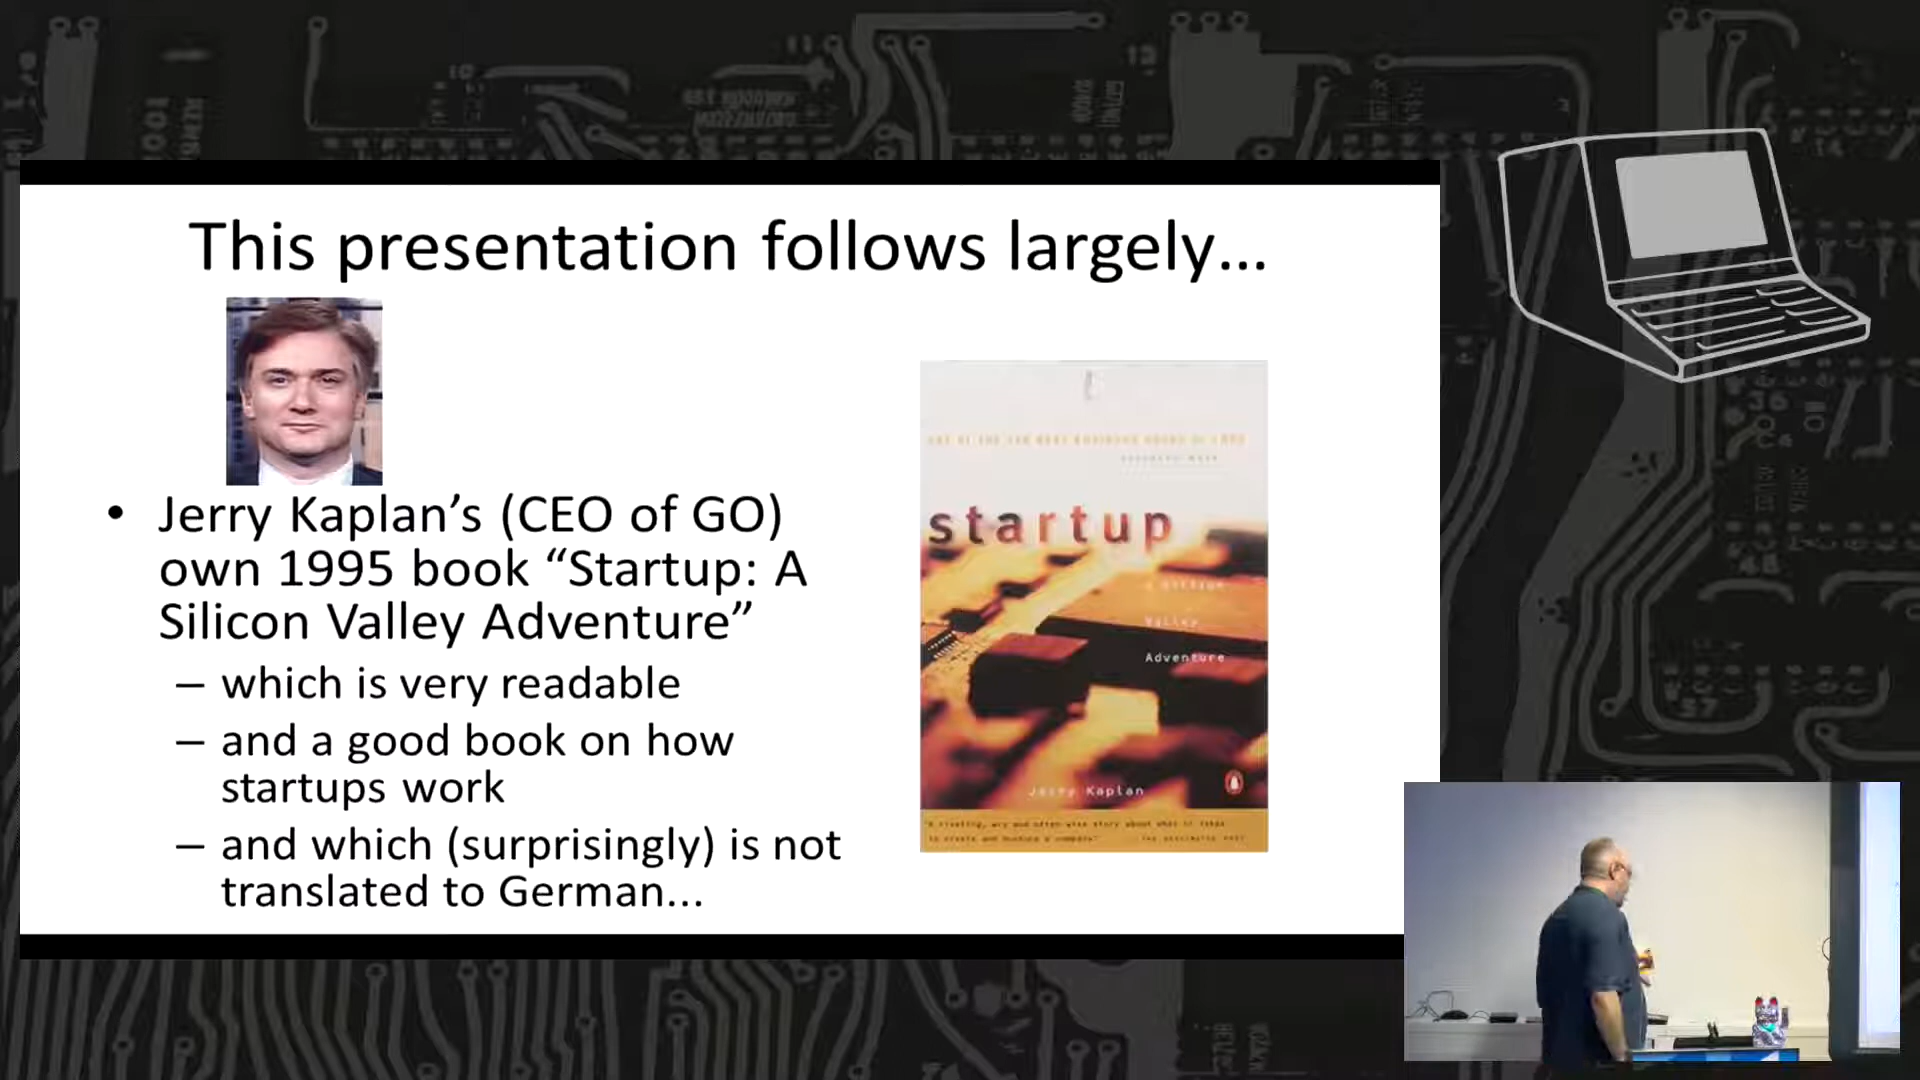 This presentation follows largely...
• Jerry Kaplan's (CEO of GO)
own 1995 book “Startup: A
Silicon Valley Adventure”
– which is very readable
– and a good book on how
startups work
– and which (surprisingly) is not
translated to German...
startup
Valley
Adventure
Jerry Kaplan